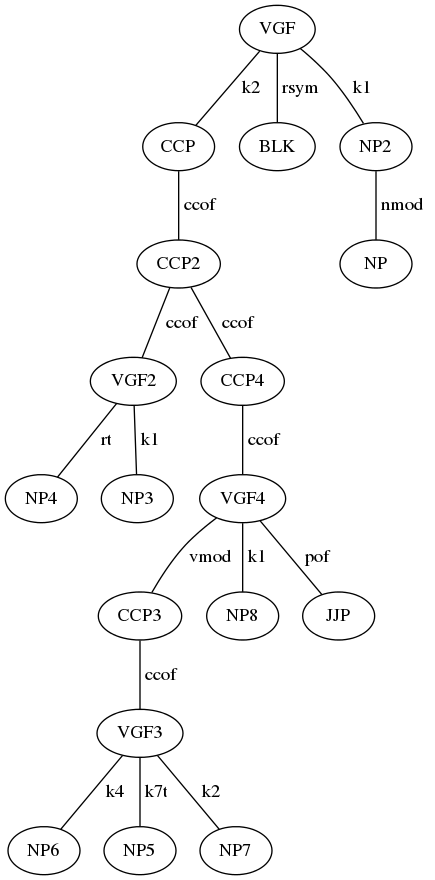 VGF
k2 rsym k1
CCP BLK NP2
ccof nmod
CCP2 NP
ccof ccof
VGF2 CCP4
rt k1 ccof
NP4 NP3 VGF4
vmod k1 pof
CCP3 NP8 JJP
ccof
VGF3
k4 k7t k2
NP6 NP5 NP7